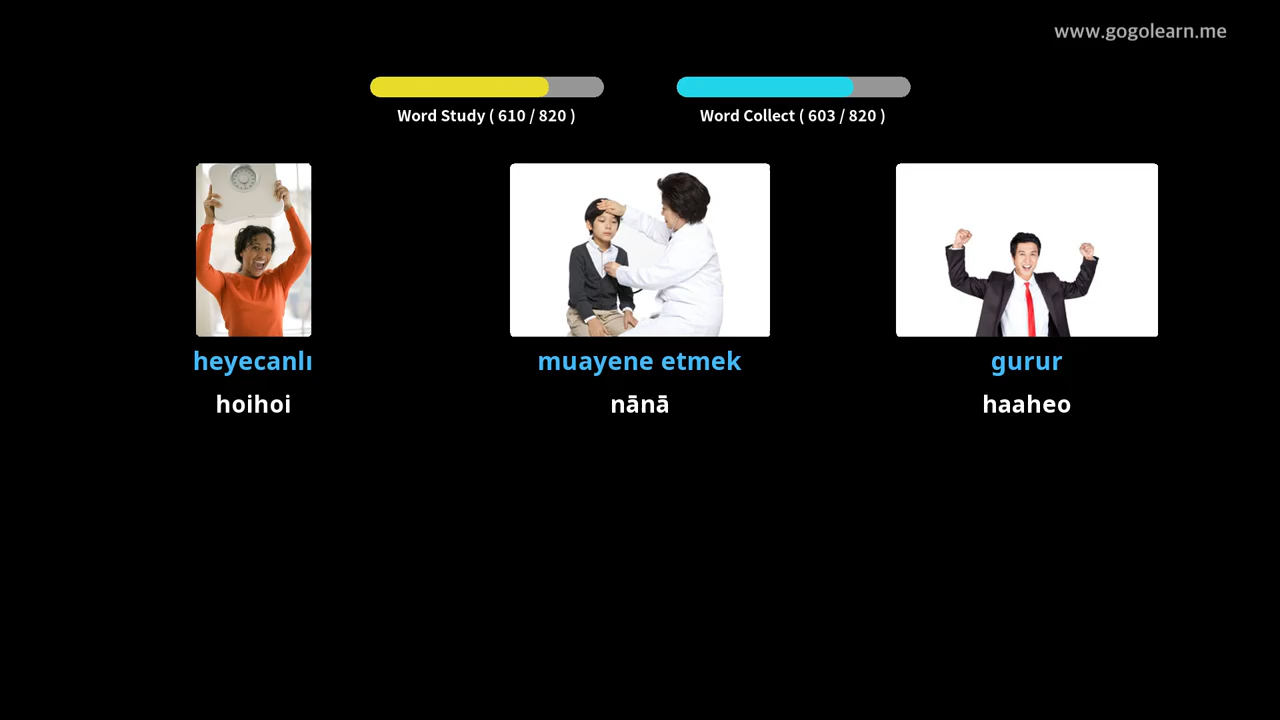 www.gogolearn.me
Word Study ( 610 / 820 )
Word Collect ( 603 / 820 )
heyecanlı
hoihoi
muayene etmek
nānā
gurur
haaheo